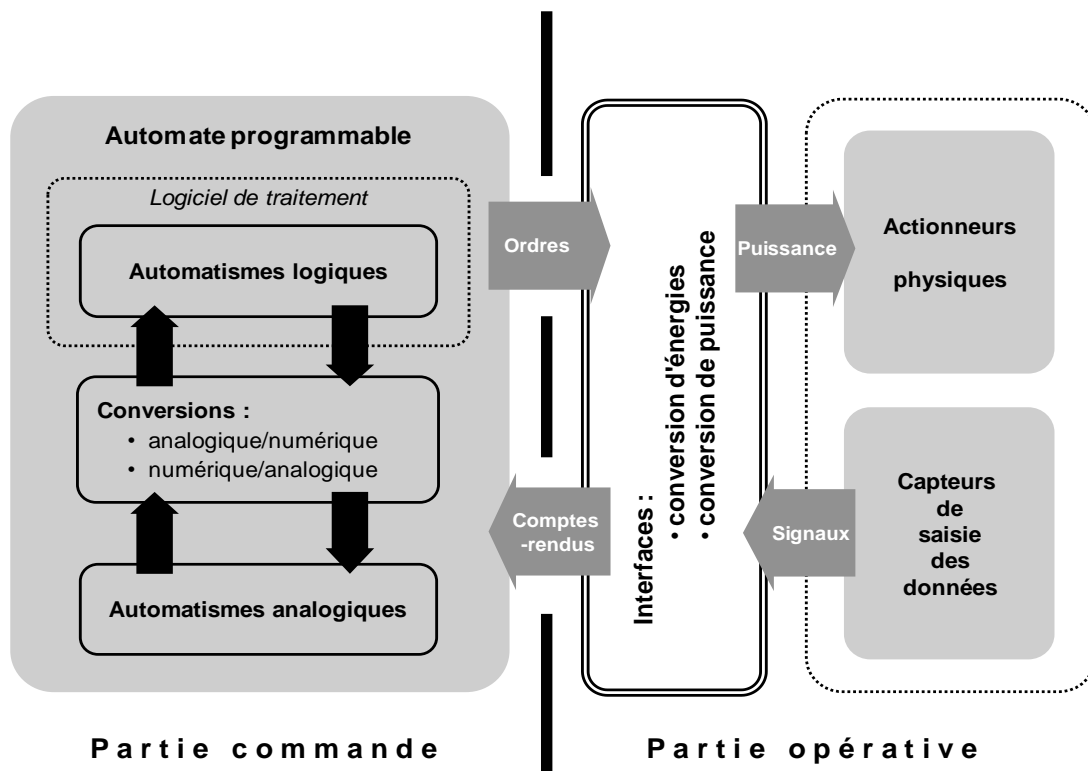 Automate programmable
Logiciel de traitement
Automatismes logiques
Conversions :
• analogique/numérique
• numérique/analogique
Automatismes analogiques
Ordres
Comptes
-rendus
Interfaces :
• conversion d'énergies
• conversion de puissance
Puissance
Signaux
Actionneurs
physiques
Capteurs
de
saisie
des
données
Partie commande
Partie opérative